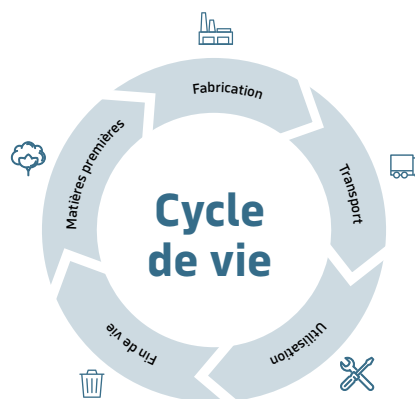 Fabrication
Transport
Utilisation
Fin de vie
Matières premières
Cycle
de vie